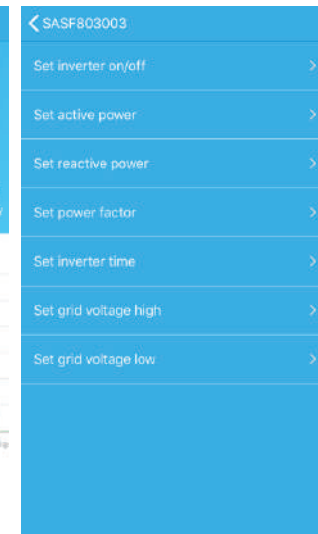 SASF803003
Set inverter on/off
Set active power
Set reactive power
Set power factor
Set inverter time
Set grid voltage high
Set grid voltage low